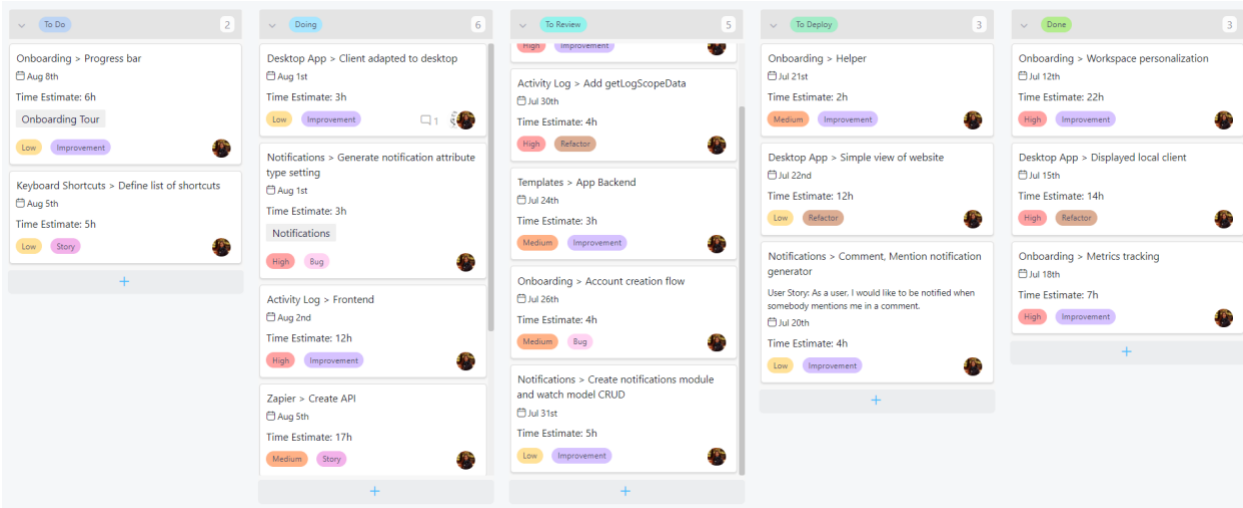 To Do
2
Onboarding > Progress bar
Aug 8th
Time Estimate: 6h
Onboarding Tour
Low Improvement
Keyboard Shortcuts > Define list of shortcuts
Aug 5th
Time Estimate: 5h
Low Story
+
Doing
6
Desktop App > Client adapted to desktop
Aug 1st
Time Estimate: 3h
Low Improvement 1
Notifications > Generate notification attribute
type setting
Aug 1st
Time Estimate: 3h
Notifications
High Bug
Activity Log > Frontend
Aug 2nd
Time Estimate: 12h
High Improvement
Zapier > Create API
Aug 5th
Time Estimate: 17h
Medium Story
+
To Review
5
High Improvement
Activity Log > Add getLogScopeData
Jul 30th
Time Estimate: 4h
High Refactor
Templates > App Backend
Jul 24th
Time Estimate: 3h
Medium Improvement
Onboarding > Account creation flow
Jul 26th
Time Estimate: 4h
Medium Bug
Notifications > Create notifications module
and watch model CRUD
Jul 31st
Time Estimate: 5h
Low Improvement
+
To Deploy
3
Onboarding > Helper
Jul 21st
Time Estimate: 2h
Medium Improvement
Desktop App > Simple view of website
Jul 22nd
Time Estimate: 12h
Low Refactor
Notifications > Comment, Mention notification
generator
User Story: As a user, I would like to be notified when
somebody mentions me in a comment.
Jul 20th
Time Estimate: 4h
Low Improvement
+
Done
3
Onboarding > Workspace personalization
Jul 12th
Time Estimate: 22h
High Improvement
Desktop App > Displayed local client
Jul 15th
Time Estimate: 14h
High Refactor
Onboarding > Metrics tracking
Jul 18th
Time Estimate: 7h
High Improvement
+